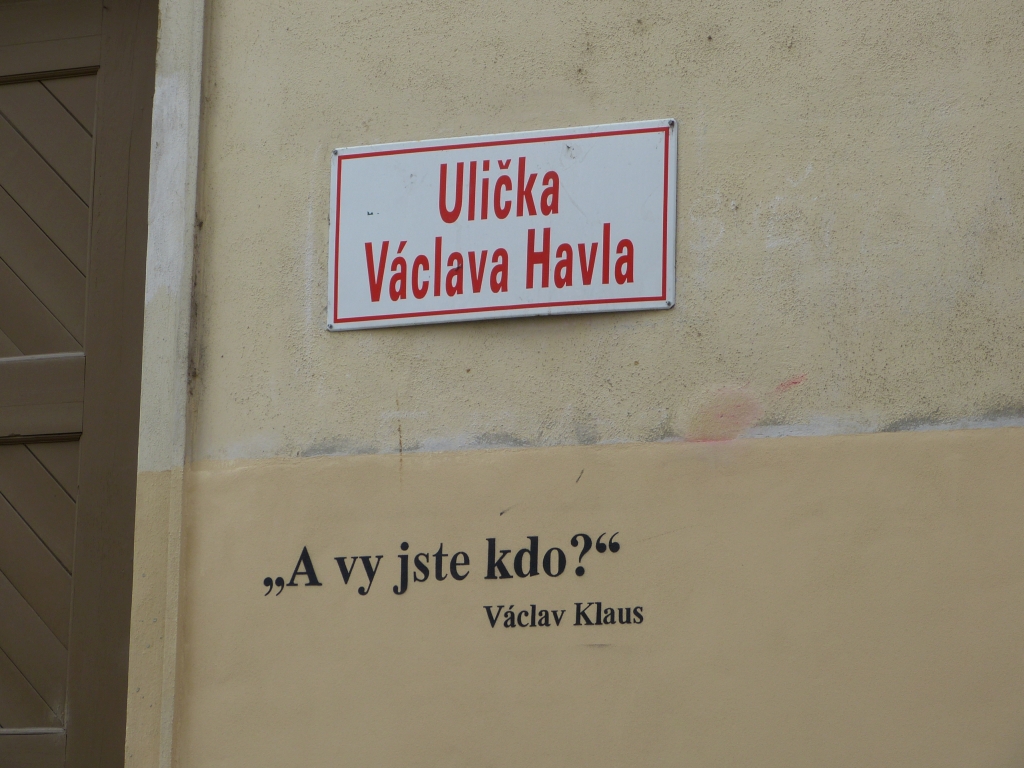 Ulička
Václava Havla
„A vy jste kdo?“
Václav Klaus